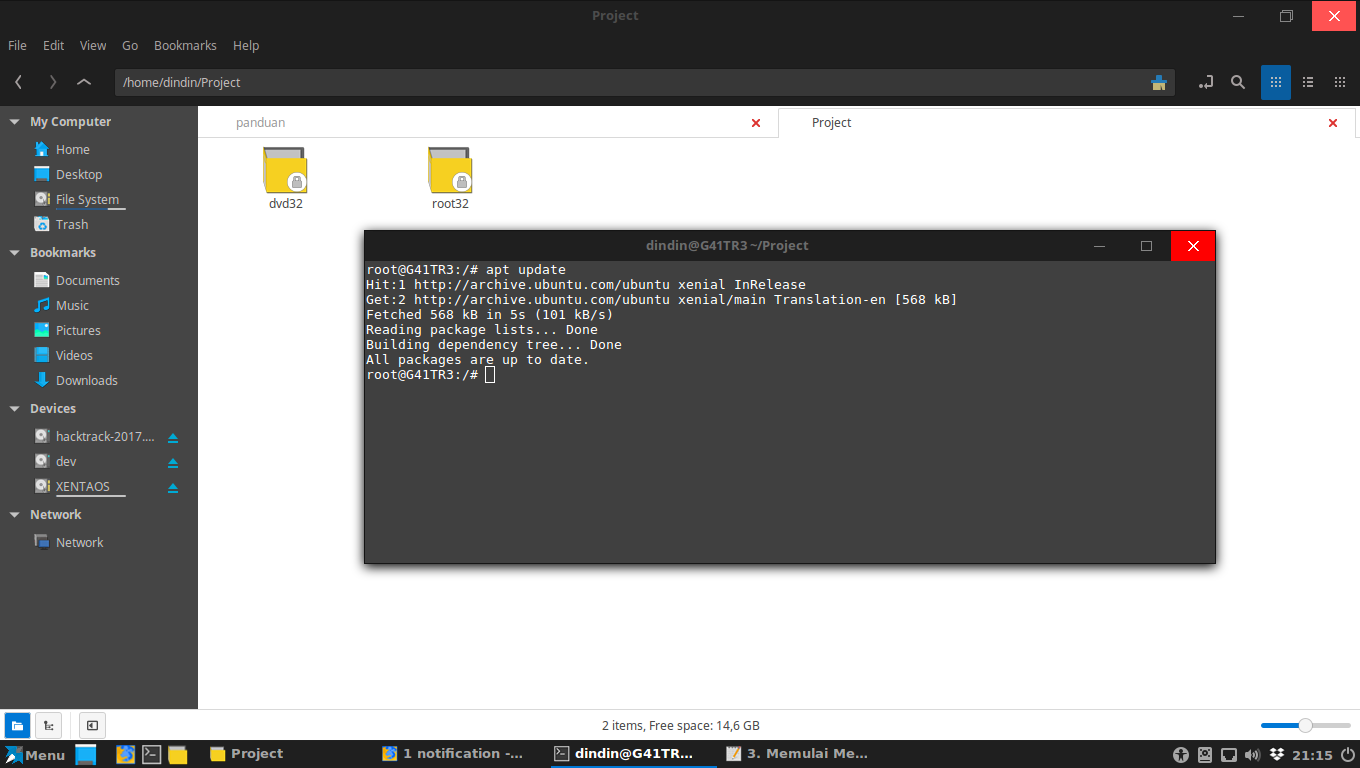 Project
File Edit View Go Bookmarks Help
/home/dindin/Project
My Computer
Home
Desktop
File System
Trash
Bookmarks
Documents
Music
Pictures
Videos
Downloads
Devices
hacktrack-2017....
dev
XENTAOS
Network
Network
panduan
Project
dvd32
root32
dindin@G41TR3 ~/Project
root@G41TR3:/# apt update
Hit:1 http://archive.ubuntu.com/ubuntu xenial InRelease
Get:2 http://archive.ubuntu.com/ubuntu xenial/main Translation-en [568 kB]
Fetched 568 kB in 5s (101 kB/s)
Reading package lists... Done
Building dependency tree... Done
All packages are up to date.
root@G41TR3:/#
2 items, Free space: 14,6 GB
Menu Project 1 notification -... dindin@G41TR... 3. Memulai Me... 21:15